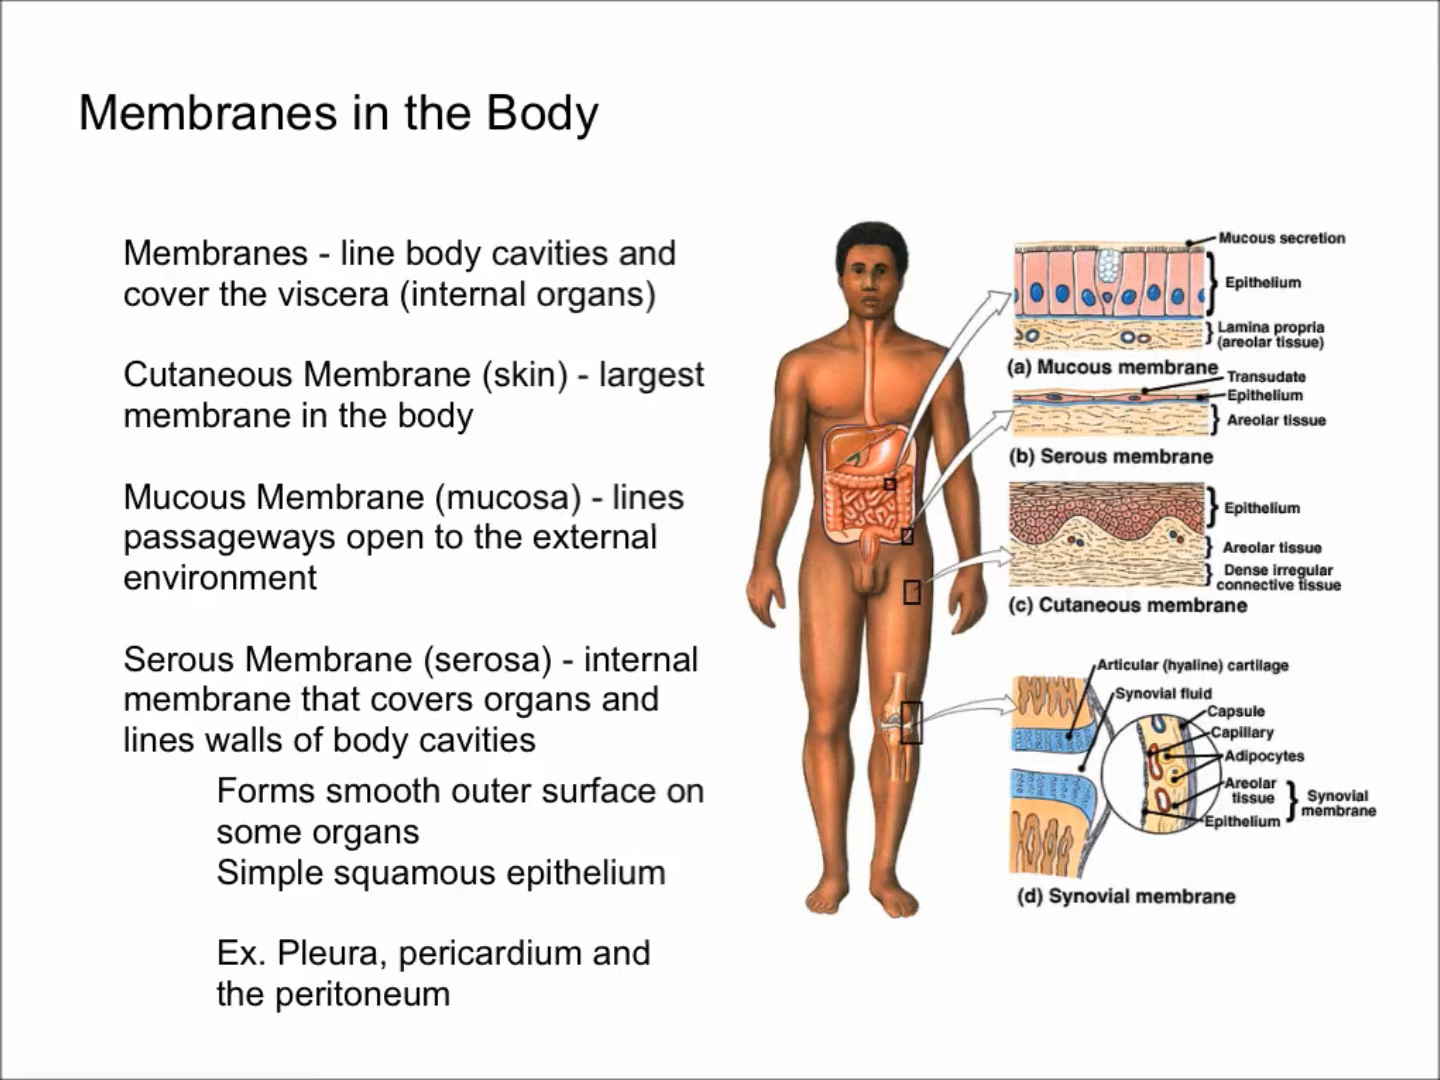 Membranes in the Body
Membranes - line body cavities and
cover the viscera (internal organs)
Cutaneous Membrane (skin) - largest
membrane in the body
Mucous Membrane (mucosa) - lines
passageways open to the external
environment
Serous Membrane (serosa) - internal
membrane that covers organs and
lines walls of body cavities
Forms smooth outer surface on
some organs
Simple squamous epithelium
Ex. Pleura, pericardium and
the peritoneum
Mucous secretion
Epithelium
Lamina propria
(areolar tissue)
(a) Mucous membrane
Transudate
Epithelium
Areolar tissue
(b) Serous membrane
Epithelium
Areolar tissue
Dense irregular
connective tissue
(c) Cutaneous membrane
Articular (hyaline) cartilage
Synovial fluid
Capsule
Capillary
Adipocytes
Areolar
tissue
Epithelium
Synovial
membrane
(d) Synovial membrane